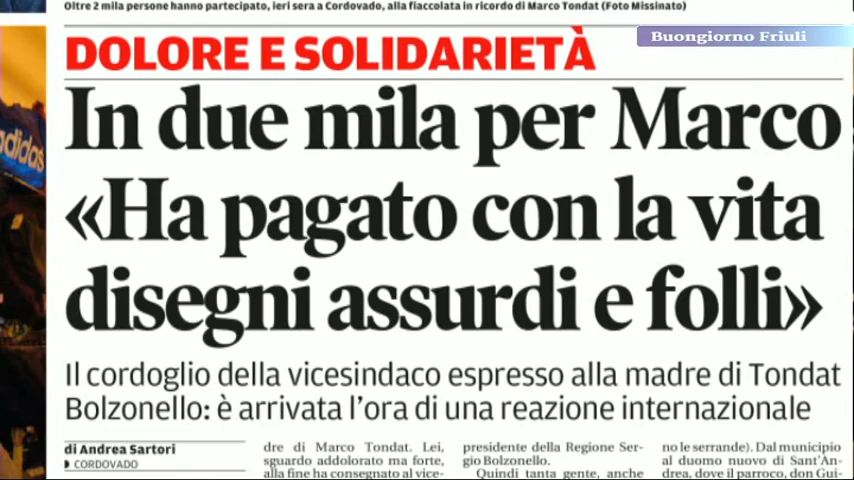 Oltre 2 mila persone hanno partecipato, ieri sera a Cordovado, alla fiaccolata in ricordo di Marco Tondat (Foto Missinato)
Buongiorno Friuli
DOLORE E SOLIDARIETÀ
In due mila per Marco
«Ha pagato con la vita
disegni assurdi e folli»
Il cordoglio della vicesindaco espresso alla madre di Tondat
Bolzonello: è arrivata l'ora di una reazione internazionale
adidas
di Andrea Sartori
CORDOVADO
dre di Marco Tondat. Lei,
sguardo addolorato ma forte,
alla fine ha consegnato al vice-
presidente della Regione Ser-
gio Bolzonello.
Quindi tanta gente, anche
no le serrande). Dal municipio
al duomo nuovo di Sant'An-
drea, dove il parroco, don Gui-